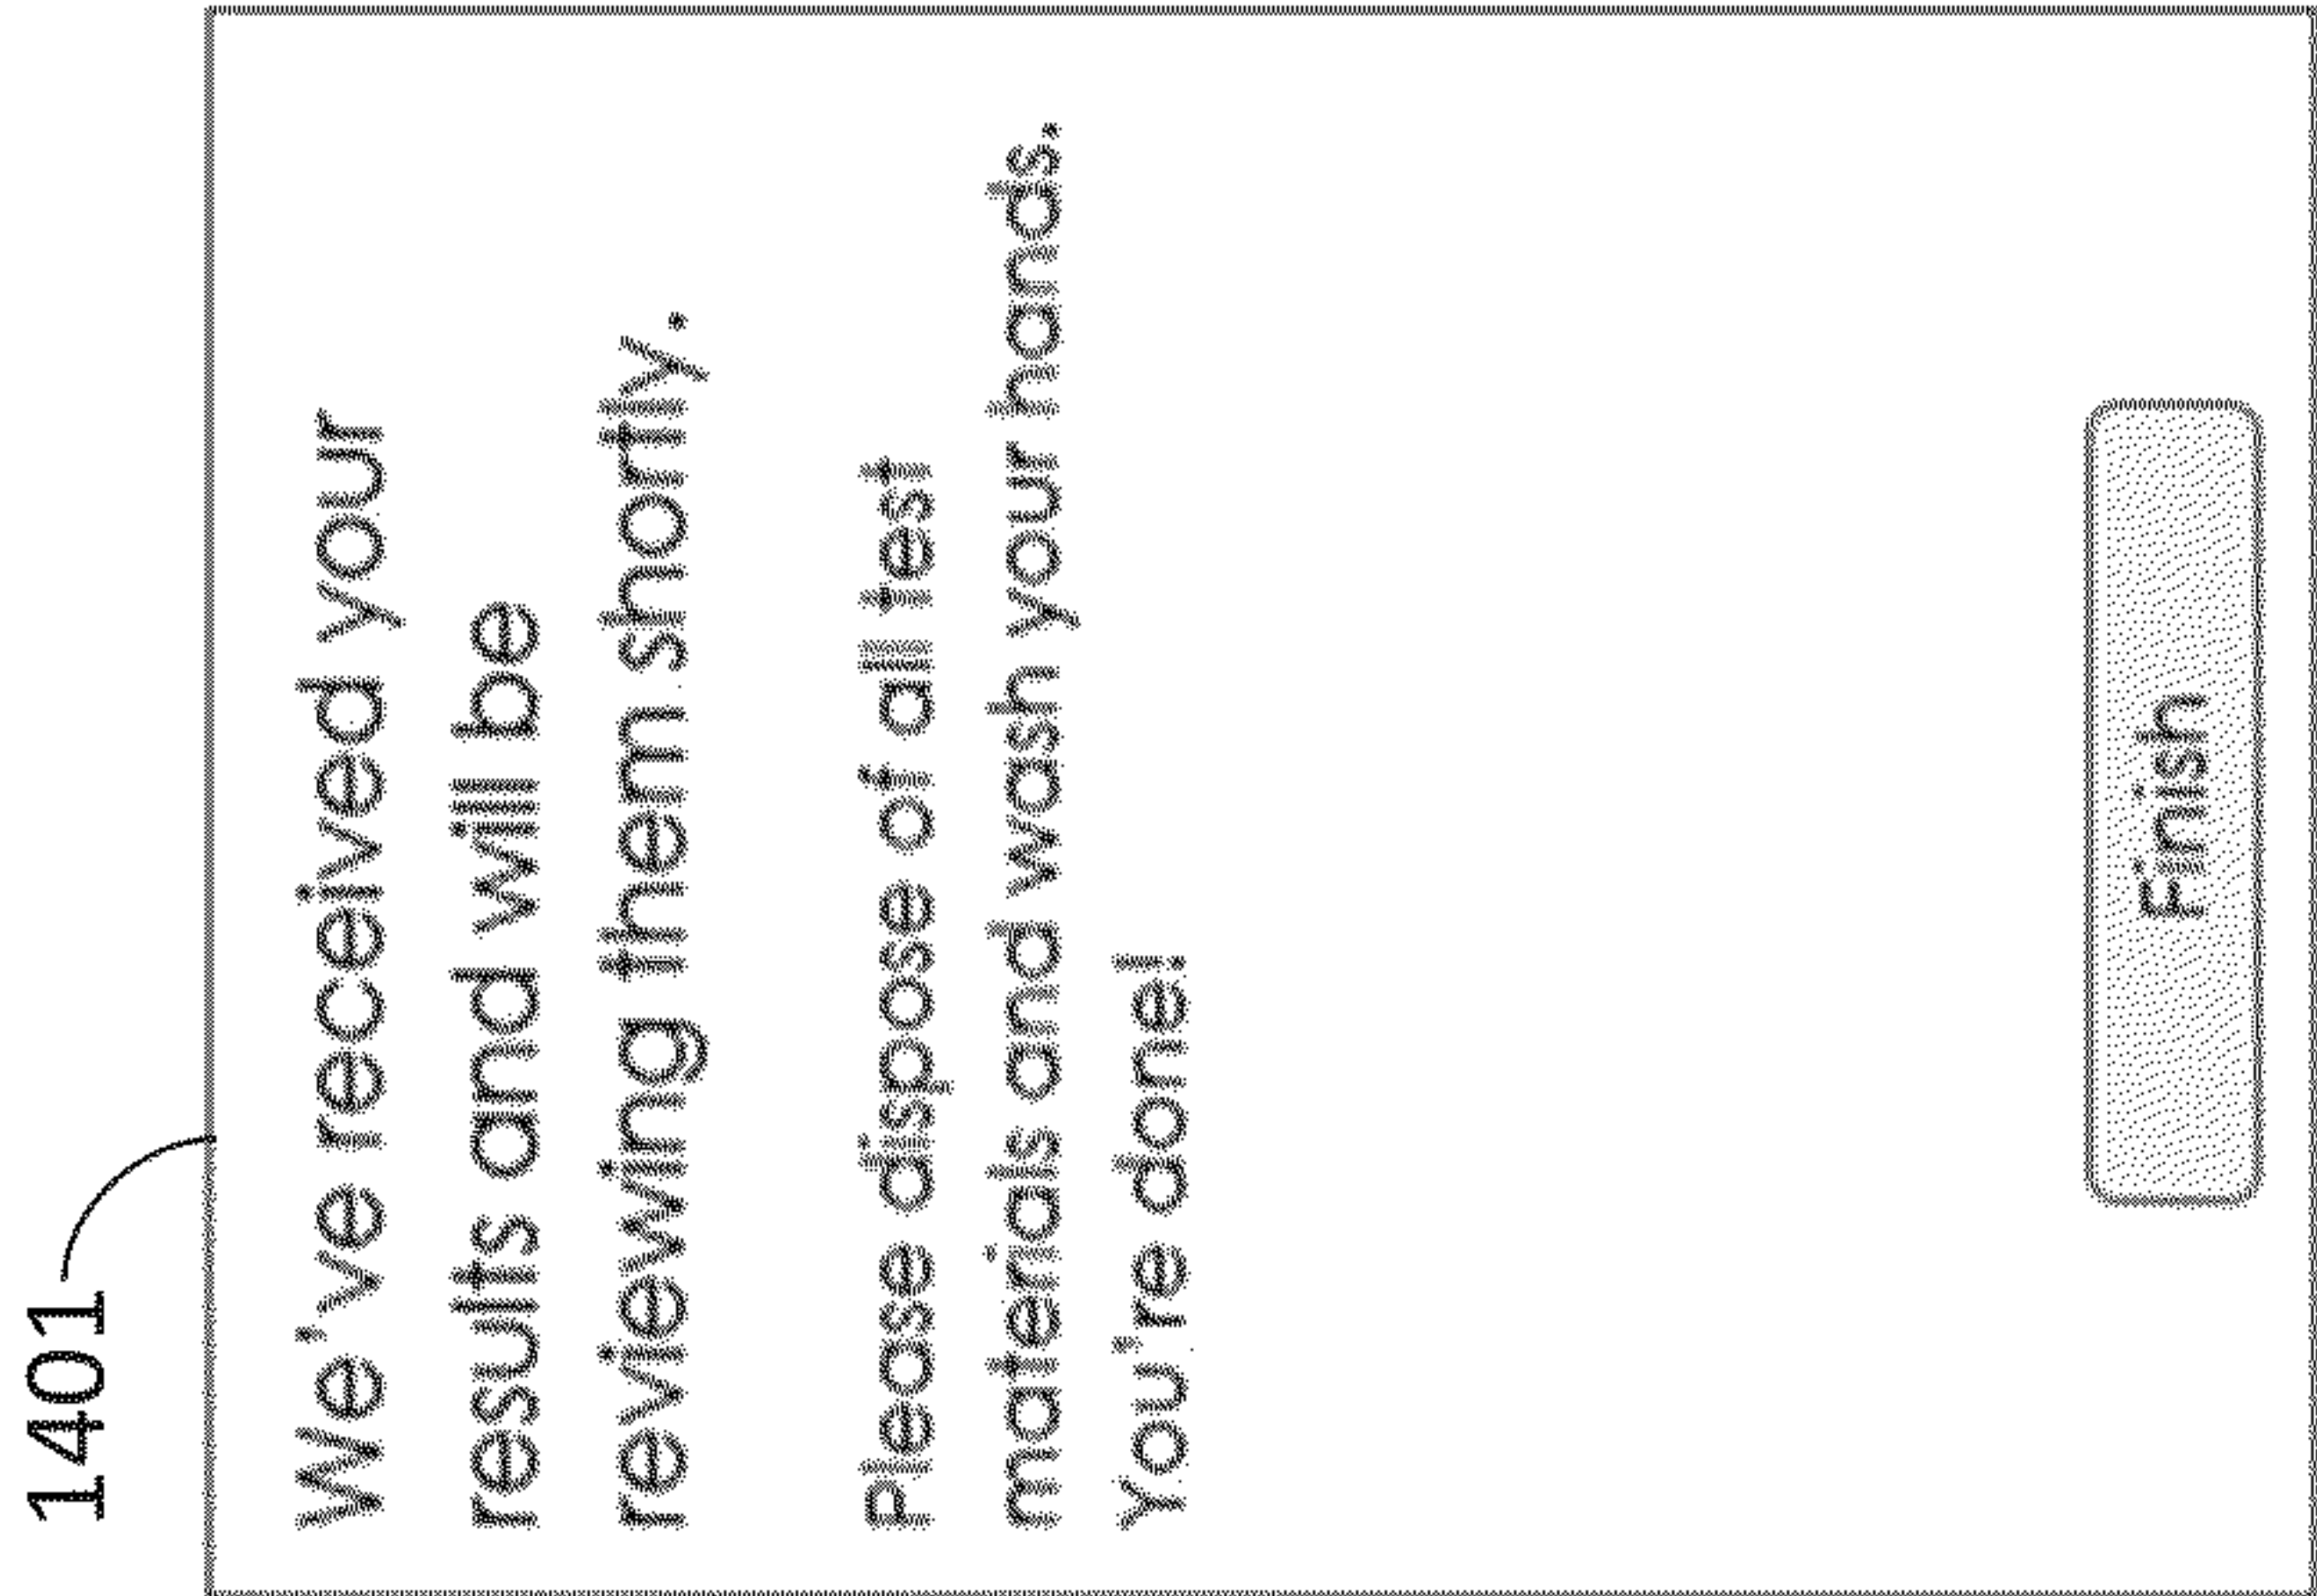 1401
We've received your
results and will be
reviewing them shortly.
Please dispose of all test
materials and wash your hands.
You're done!
Finish